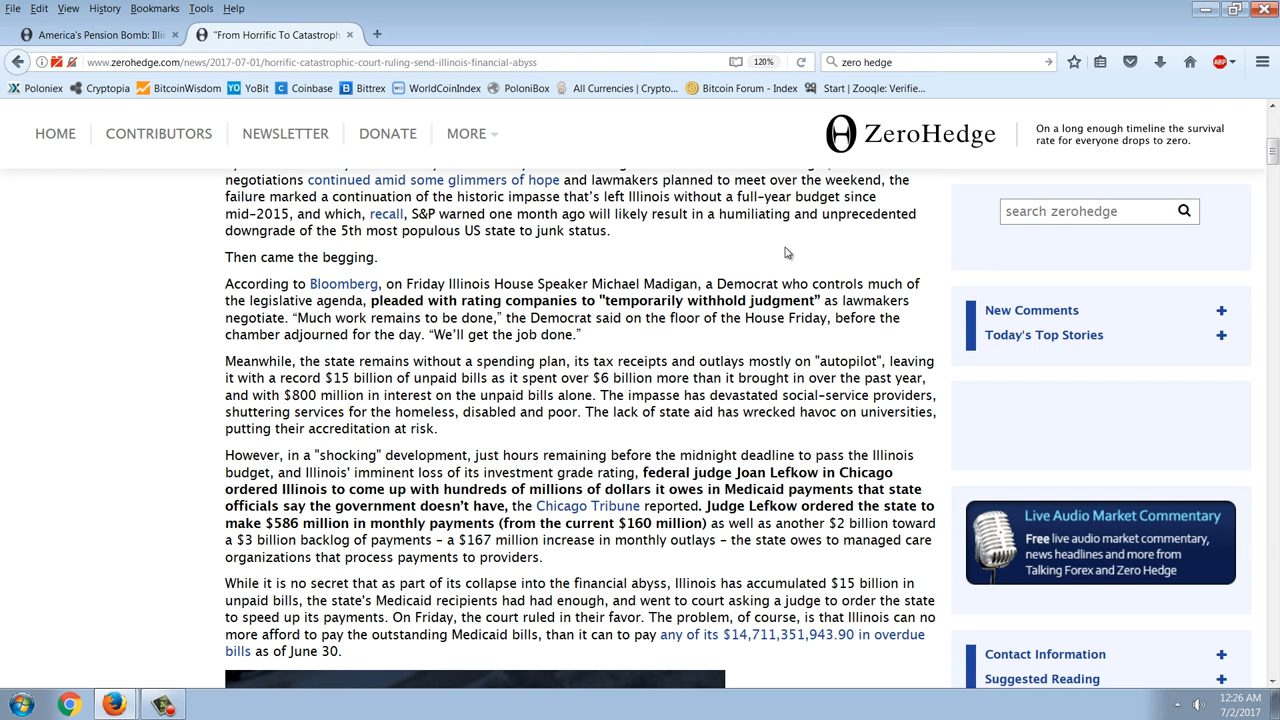 File Edit View History Bookmarks Tools Help
America's Pension Bomb: Illi × "From Horrific To Catastroph × +
www.zerohedge.com/news/2017-07-01/horrific-catastrophic-court-ruling-send-illinois-financial-abyss 120% zero hedge ABP
Poloniex Cryptopia BitcoinWisdom YO YoBit C Coinbase B Bittrex WorldCoinIndex PoloniBox All Currencies | Crypto... Bitcoin Forum - Index Start | Zooqle: Verifie...
HOME CONTRIBUTORS NEWSLETTER DONATE MORE
ZeroHedge
On a long enough timeline the survival
rate for everyone drops to zero.
negotiations continued amid some glimmers of hope and lawmakers planned to meet over the weekend, the
failure marked a continuation of the historic impasse that's left Illinois without a full-year budget since
mid-2015, and which, recall, S&P warned one month ago will likely result in a humiliating and unprecedented
downgrade of the 5th most populous US state to junk status.
Then came the begging.
According to Bloomberg, on Friday Illinois House Speaker Michael Madigan, a Democrat who controls much of
the legislative agenda, pleaded with rating companies to "temporarily withhold judgment" as lawmakers
negotiate. “Much work remains to be done,” the Democrat said on the floor of the House Friday, before the
chamber adjourned for the day. “We’ll get the job done.”
Meanwhile, the state remains without a spending plan, its tax receipts and outlays mostly on "autopilot", leaving
it with a record $15 billion of unpaid bills as it spent over $6 billion more than it brought in over the past year,
and with $800 million in interest on the unpaid bills alone. The impasse has devastated social-service providers,
shuttering services for the homeless, disabled and poor. The lack of state aid has wrecked havoc on universities,
putting their accreditation at risk.
However, in a "shocking" development, just hours remaining before the midnight deadline to pass the Illinois
budget, and Illinois' imminent loss of its investment grade rating, federal judge Joan Lefkow in Chicago
ordered Illinois to come up with hundreds of millions of dollars it owes in Medicaid payments that state
officials say the government doesn't have, the Chicago Tribune reported. Judge Lefkow ordered the state to
make $586 million in monthly payments (from the current $160 million) as well as another $2 billion toward
a $3 billion backlog of payments – a $167 million increase in monthly outlays – the state owes to managed care
organizations that process payments to providers.
While it is no secret that as part of its collapse into the financial abyss, Illinois has accumulated $15 billion in
unpaid bills, the state's Medicaid recipients had had enough, and went to court asking a judge to order the state
to speed up its payments. On Friday, the court ruled in their favor. The problem, of course, is that Illinois can no
more afford to pay the outstanding Medicaid bills, than it can to pay any of its $14,711,351,943.90 in overdue
bills as of June 30.
search zerohedge
New Comments +
Today's Top Stories +
Live Audio Market Commentary
Free live audio market commentary,
news headlines and more from
Talking Forex and Zero Hedge
Contact Information +
Suggested Reading +
12:26 AM
7/2/2017